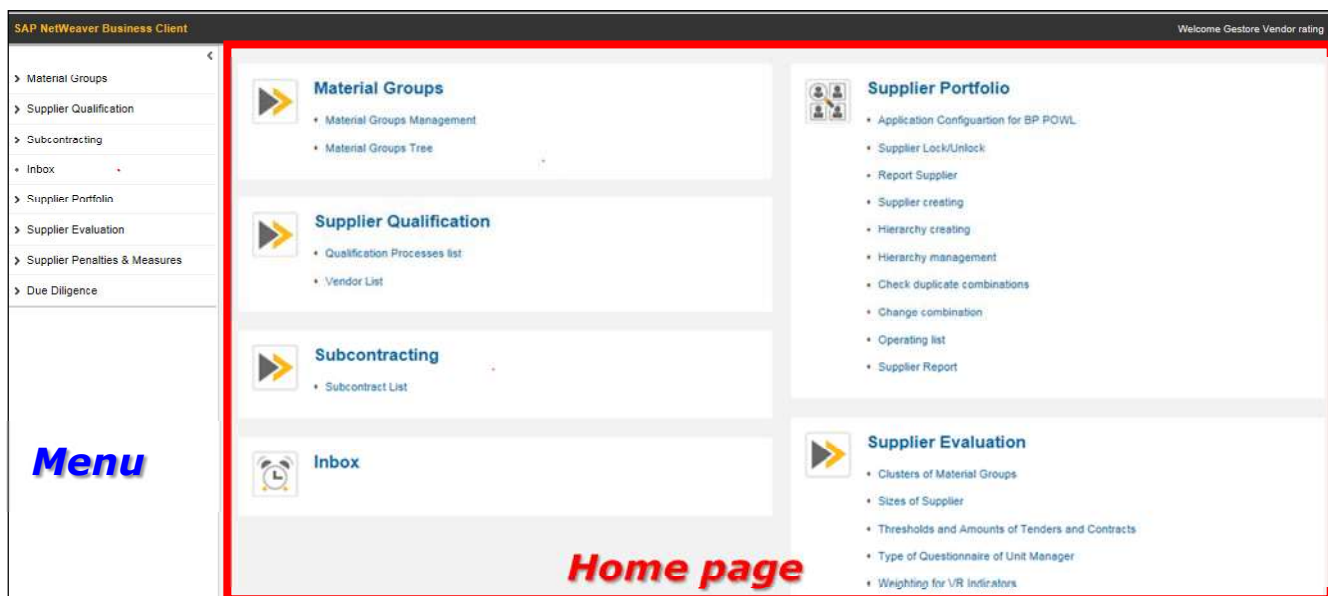 SAP NetWeaver Business Client
Welcome Gestore Vendor rating
Material Groups
Supplier Qualification
Subcontracting
Inbox
Supplier Portfolio
Supplier Evaluation
Supplier Penalties & Measures
Due Diligence
Menu
Material Groups
Material Groups Management
Material Groups Tree
Supplier Qualification
Qualification Processes list
Vendor List
Subcontracting
Subcontract List
Inbox
Supplier Portfolio
Application Configuartion for BP POWL
Supplier Lock/Unlock
Report Supplier
Supplier creating
Hierarchy creating
Hierarchy management
Check duplicate combinations
Change combination
Operating list
Supplier Report
Supplier Evaluation
Clusters of Material Groups
Sizes of Supplier
Thresholds and Amounts of Tenders and Contracts
Type of Questionnaire of Unit Manager
Weighting for VR Indicators
Home page